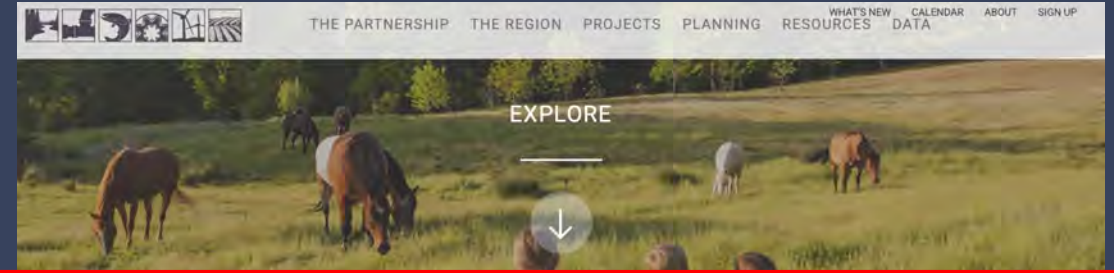 WHAT'S NEW CALENDAR ABOUT SIGN UP
THE PARTNERSHIP THE REGION PROJECTS PLANNING RESOURCES DATA
EXPLORE